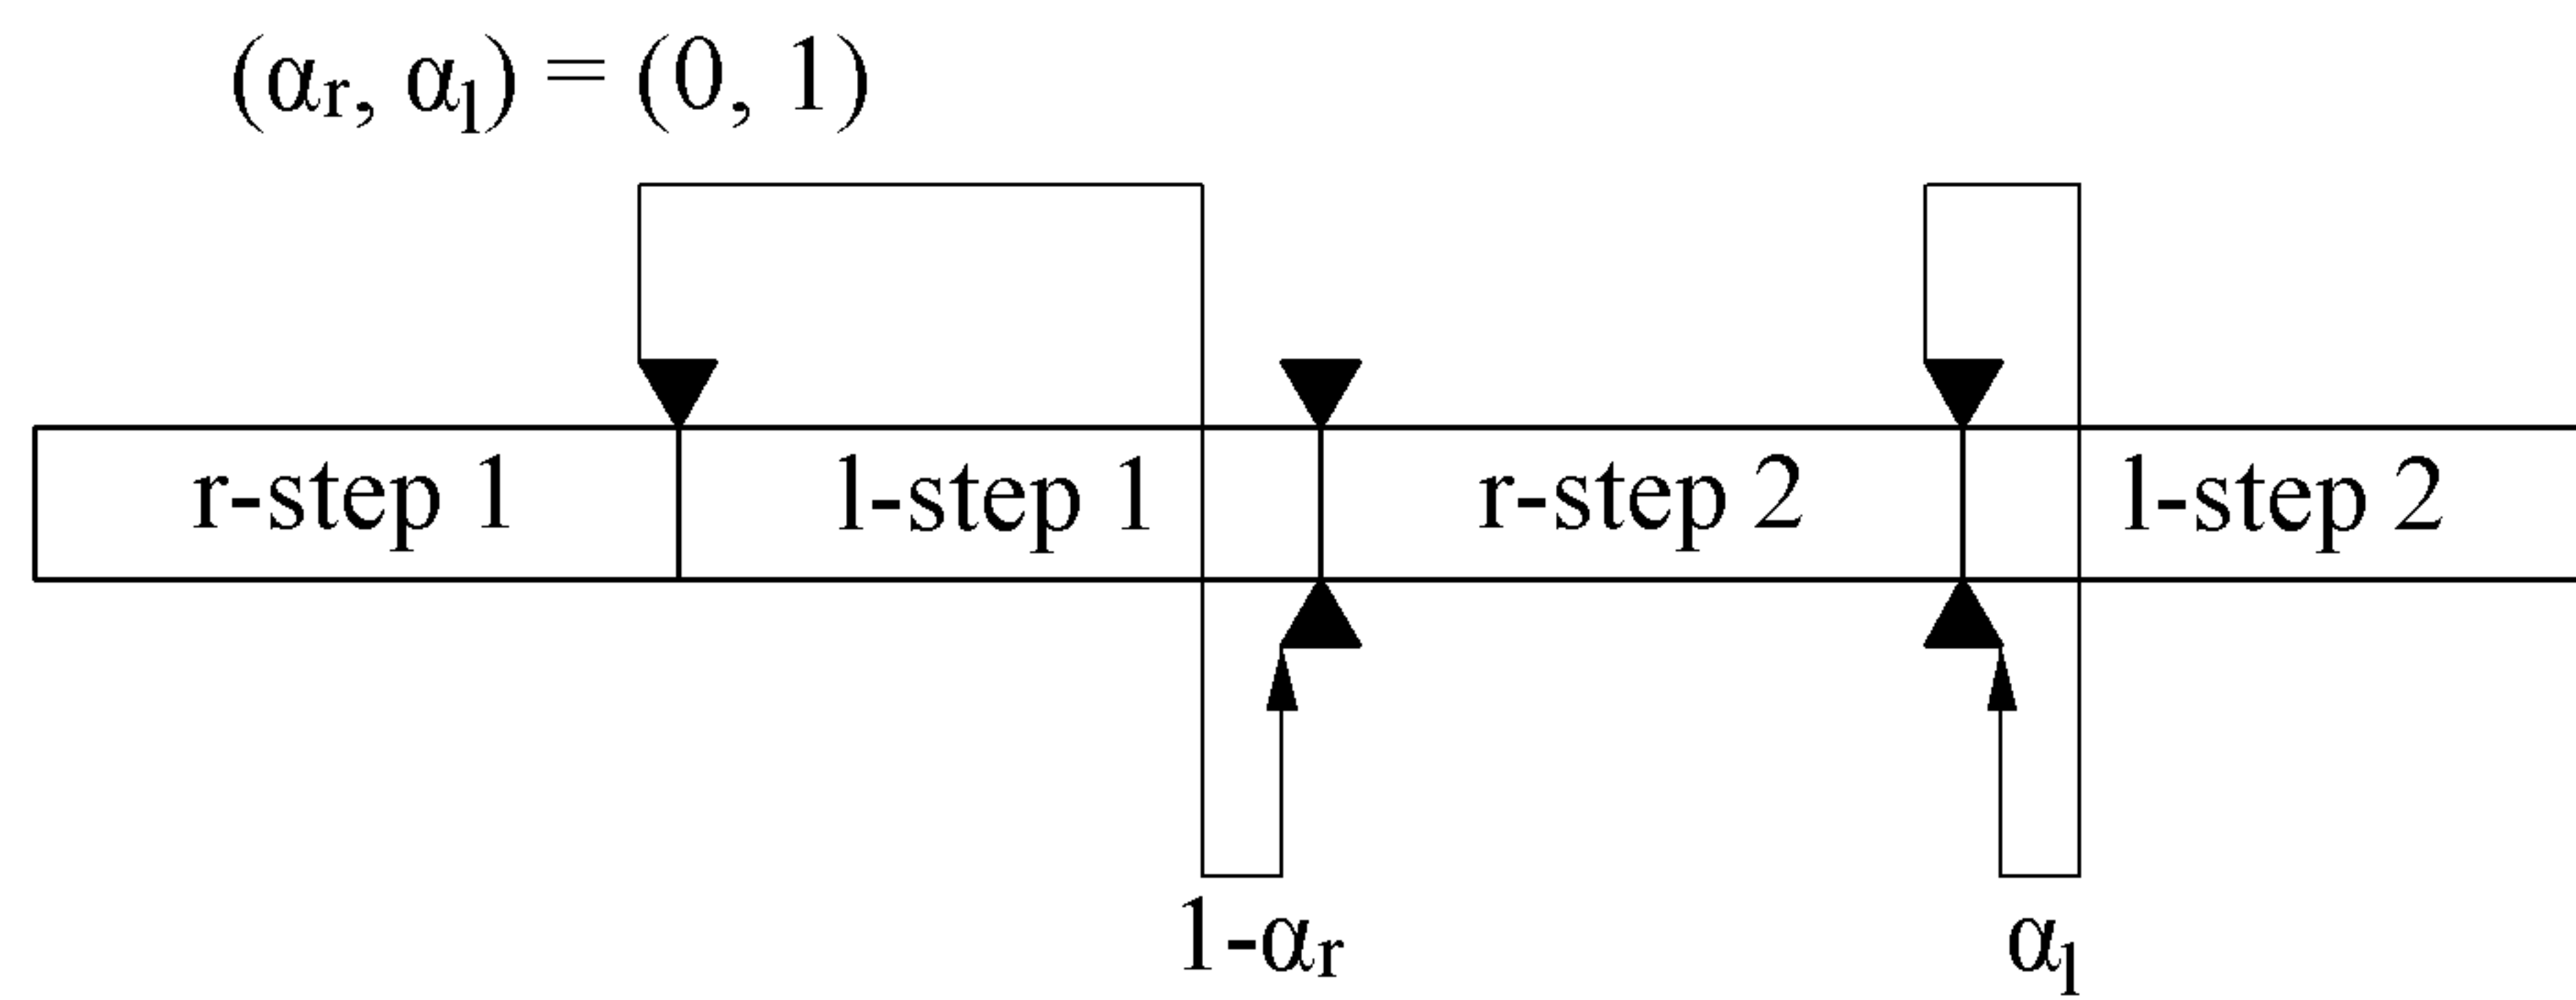 (αr, αl) = (0, 1)
r-step 1 l-step 1 r-step 2 l-step 2
1-αr αl